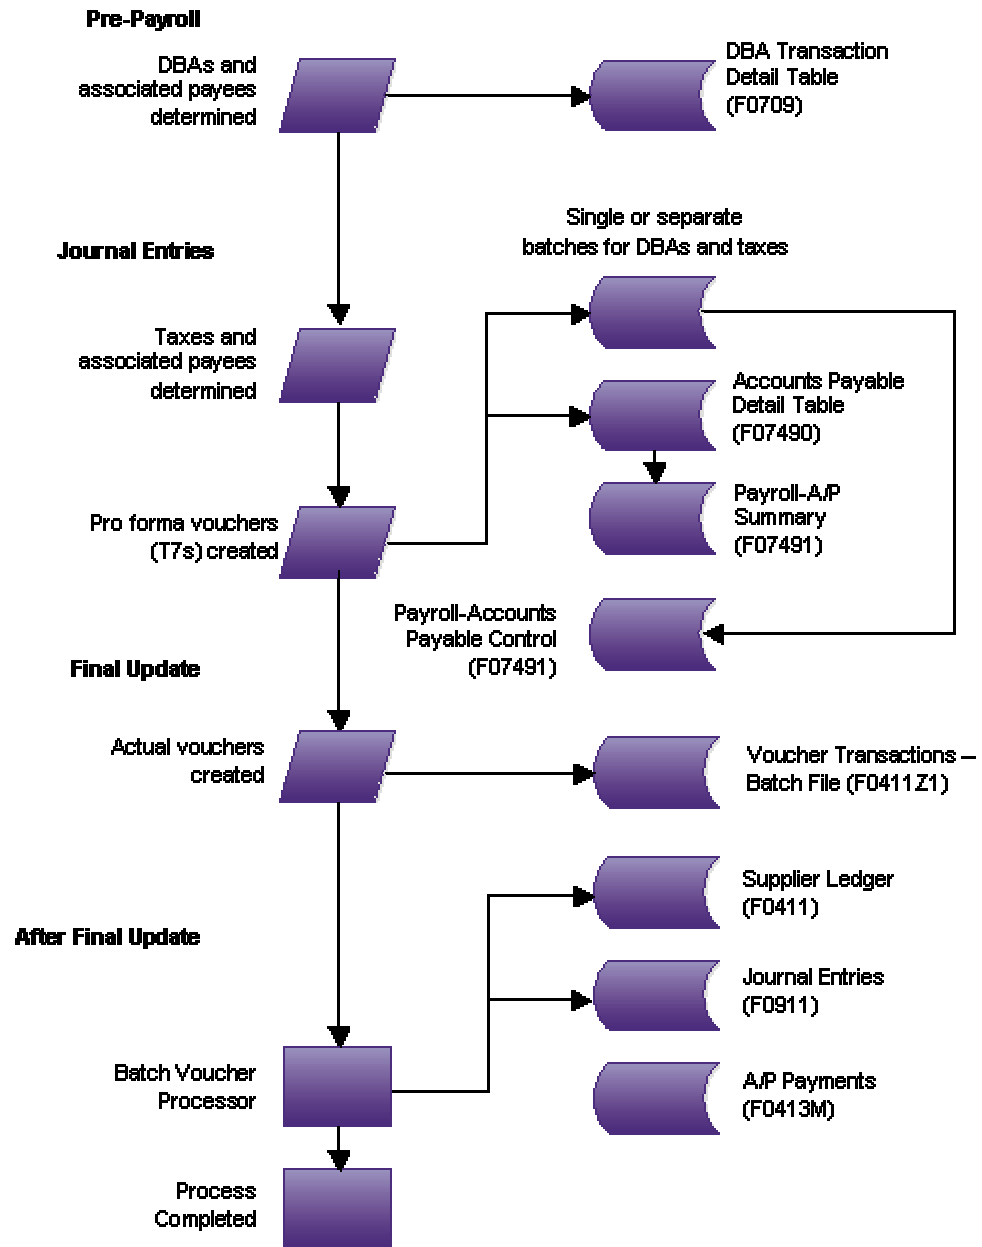 Pre-Payroll
DBAs and
associated payees
determined
DBA Transaction
Detail Table
(F0709)
Single or separate
batches for DBAs and taxes
Journal Entries
Taxes and
associated payees
determined
Accounts Payable
Detail Table
(F07490)
Payroll-A/P
Summary
(F07491)
Pro forma vouchers
(T7s) created
Payroll-Accounts
Payable Control
(F07491)
Final Update
Actual vouchers
created
Voucher Transactions –
Batch File (F0411Z1)
Supplier Ledger
(F0411)
After Final Update
Journal Entries
(F0911)
Batch Voucher
Processor
A/P Payments
(F0413M)
Process
Completed